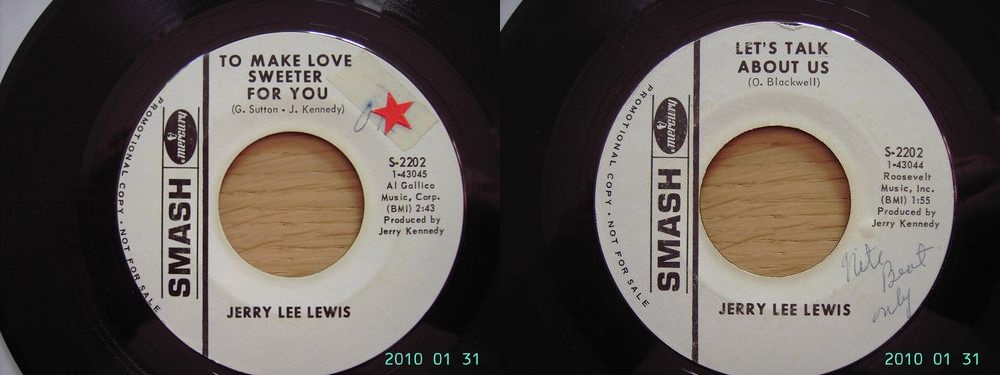 TO MAKE LOVE
SWEETER
FOR YOU
(G. Sutton - J. Kennedy)
PROMOTIONAL COPY • NOT FOR SALE
mercury
SMASH
S-2202
1-43045
Al Gallico
Music, Corp.
(BMI) 2:43
Produced by
Jerry Kennedy
JERRY LEE LEWIS
2010 01 31
LET'S TALK
ABOUT US
(O. Blackwell)
PROMOTIONAL COPY • NOT FOR SALE
mercury
SMASH
S-2202
1-43044
Roosevelt
Music, Inc.
(BMI) 1:55
Produced by
Jerry Kennedy
Nite
Beat
only
JERRY LEE LEWIS
2010 01 31